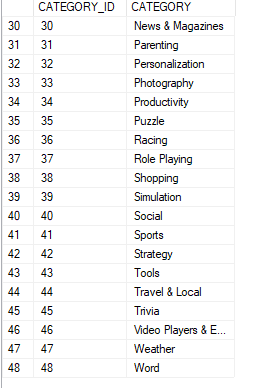 CATEGORY_ID CATEGORY
30 30 News & Magazines
31 31 Parenting
32 32 Personalization
33 33 Photography
34 34 Productivity
35 35 Puzzle
36 36 Racing
37 37 Role Playing
38 38 Shopping
39 39 Simulation
40 40 Social
41 41 Sports
42 42 Strategy
43 43 Tools
44 44 Travel & Local
45 45 Trivia
46 46 Video Players & E...
47 47 Weather
48 48 Word